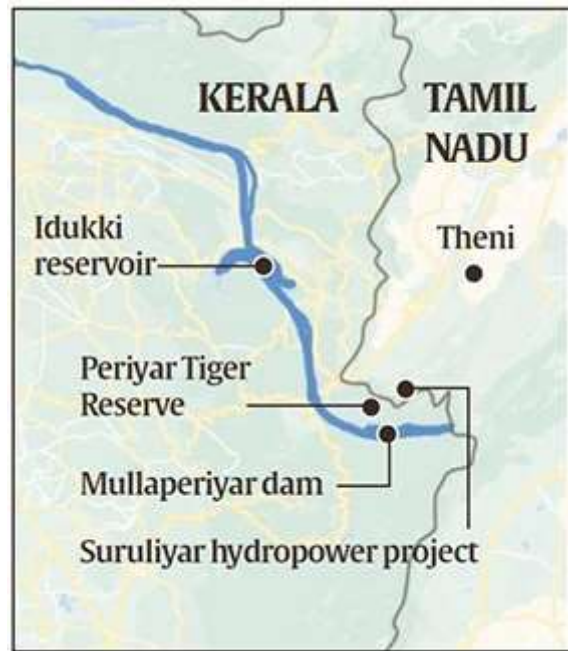 KERALA
TAMIL
NADU
Idukki
reservoir
Theni
Periyar Tiger
Reserve
Mullaperiyar dam
Suruliyar hydropower project